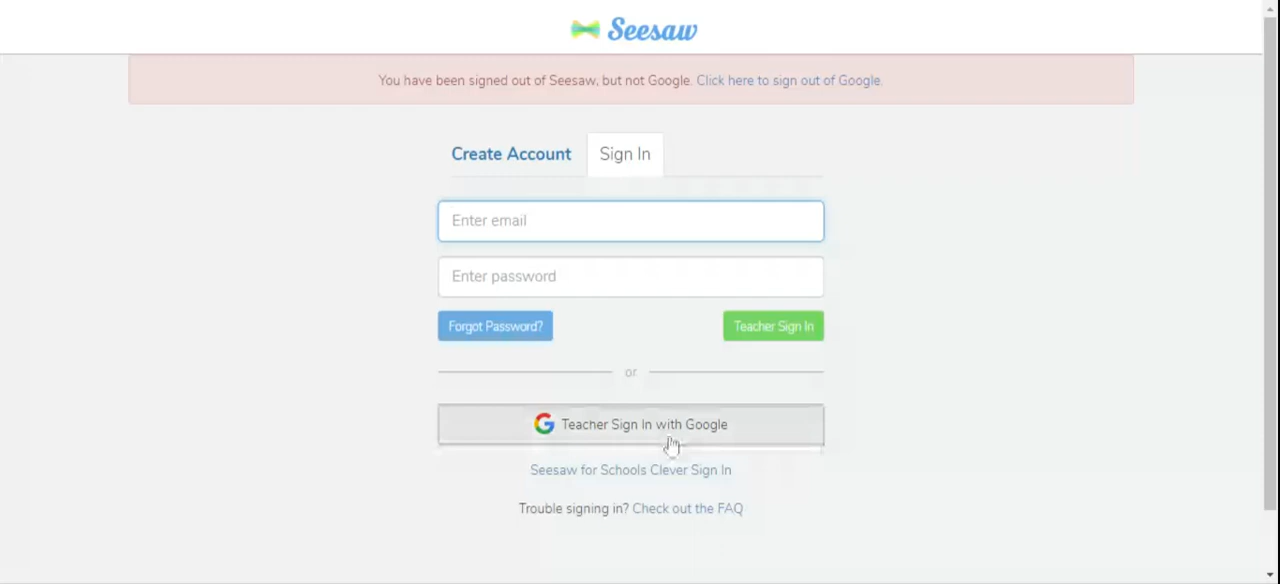 Seesaw
You have been signed out of Seesaw, but not Google. Click here to sign out of Google.
Create Account Sign In
Enter email
Enter password
Forgot Password? Teacher Sign In
or
Teacher Sign In with Google
Seesaw for Schools Clever Sign In
Trouble signing in? Check out the FAQ